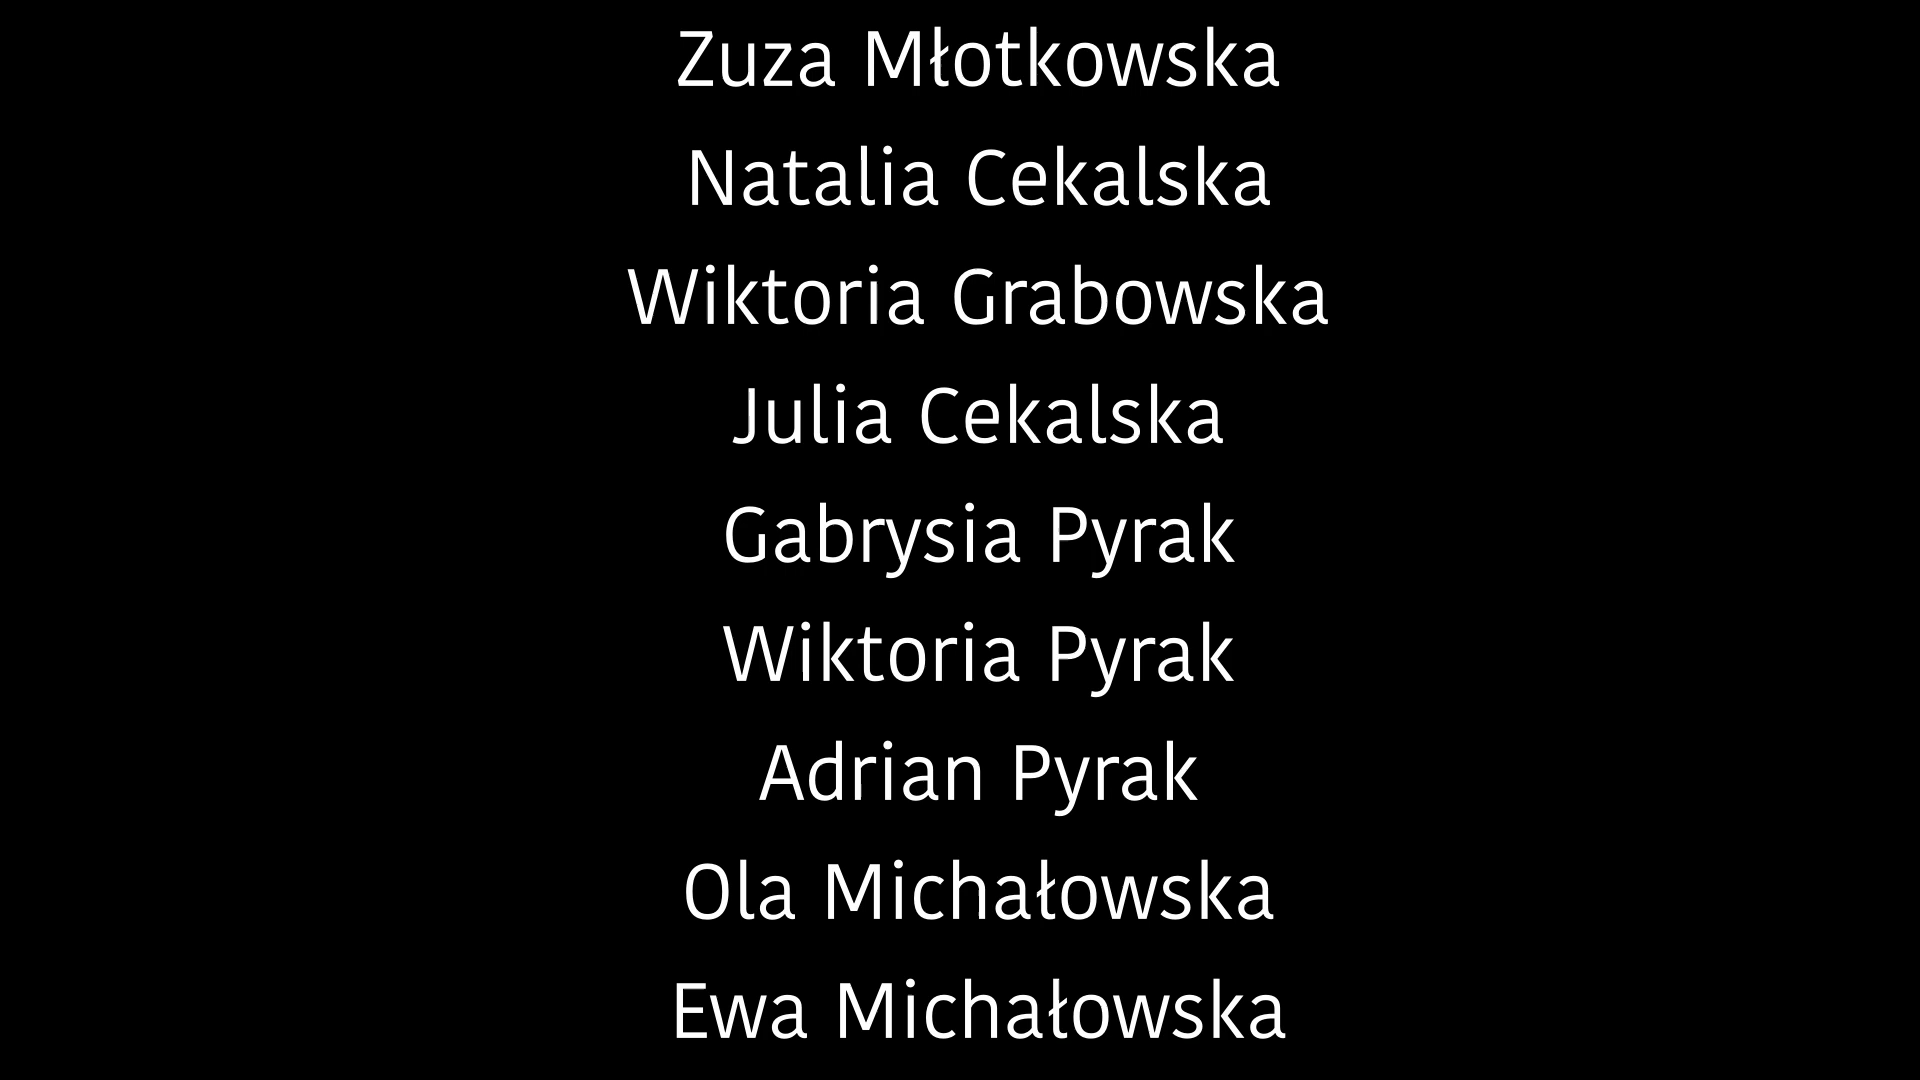 Zuza Młotkowska
Natalia Cekalska
Wiktoria Grabowska
Julia Cekalska
Gabrysia Pyrak
Wiktoria Pyrak
Adrian Pyrak
Ola Michałowska
Ewa Michałowska